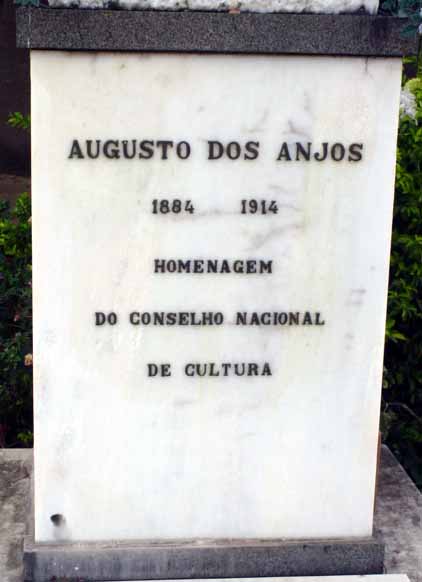 AUGUSTO DOS ANJOS
1884 1914
HOMENAGEM
DO CONSELHO NACIONAL
DE CULTURA